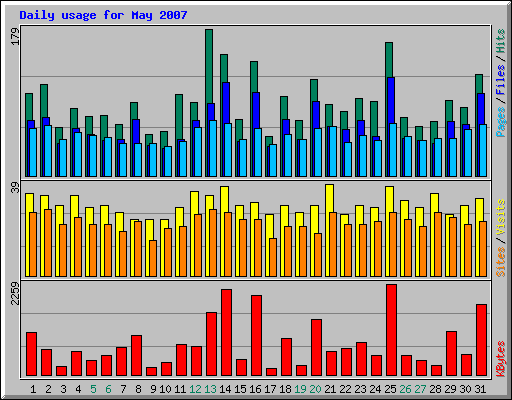 Daily usage for May 2007
179
39
2259
Pages / Files / Hits
Sites / Visits
KBytes
1 2 3 4 5 6 7 8 9 10 11 12 13 14 15 16 17 18 19 20 21 22 23 24 25 26 27 28 29 30 31